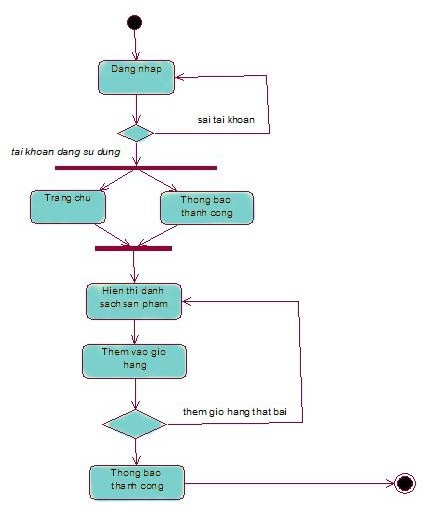 Dang nhap
sai tai khoan
tai khoan dang su dung
Trang chu
Thong bao
thanh cong
Hien thi danh
sach san pham
Them vao gio
hang
them gio hang that bai
Thong bao
thanh cong